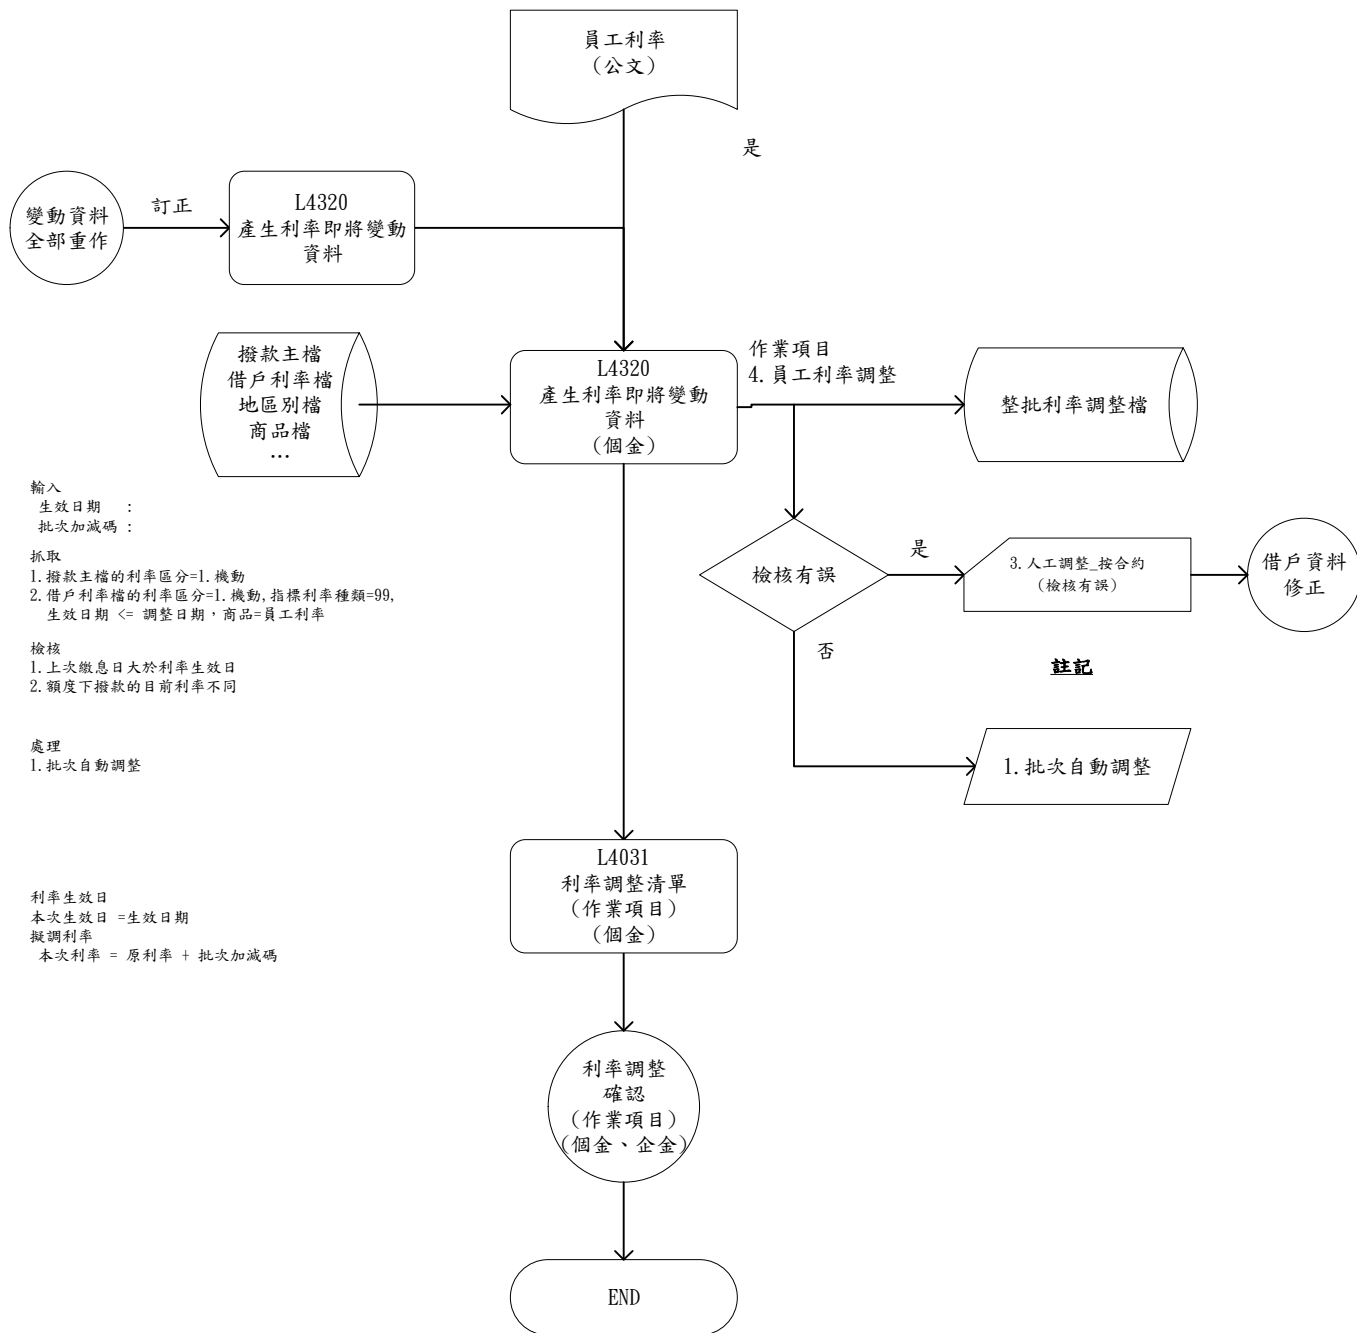 員工利率
(公文)
是
變動資料
全部重作
訂正
L4320
產生利率即將變動
資料
撥款主檔
借戶利率檔
地區別檔
商品檔
...
L4320
產生利率即將變動
資料
(個金)
作業項目
4.員工利率調整
整批利率調整檔
輸入
生效日期 :
批次加減碼 :
抓取
1.撥款主檔的利率區分=1.機動
2.借戶利率檔的利率區分=1.機動,指標利率種類=99,
生效日期 <= 調整日期，商品=員工利率
檢核
1.上次繳息日大於利率生效日
2.額度下撥款的目前利率不同
處理
1.批次自動調整
檢核有誤
是
3.人工調整_按合約
(檢核有誤)
借戶資料
修正
否
註記
1.批次自動調整
利率生效日
本次生效日 =生效日期
擬調利率
本次利率 = 原利率 + 批次加減碼
L4031
利率調整清單
(作業項目)
(個金)
利率調整
確認
(作業項目)
(個金、企金)
END